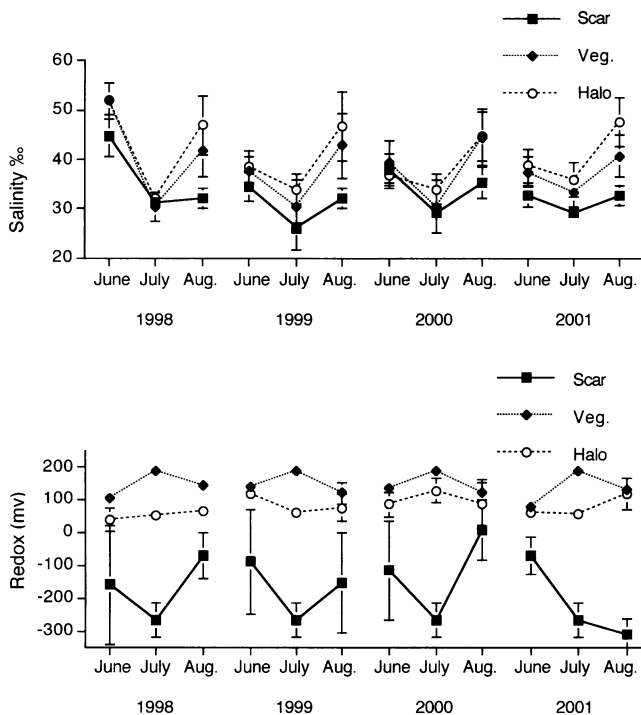 Scar
Veg.
Halo
60
50
40
30
20
Salinity ‰
June July Aug. June July Aug. June July Aug. June July Aug.
1998 1999 2000 2001
Scar
Veg.
Halo
200
100
0
-100
-200
-300
Redox (mv)
June July Aug. June July Aug. June July Aug. June July Aug.
1998 1999 2000 2001